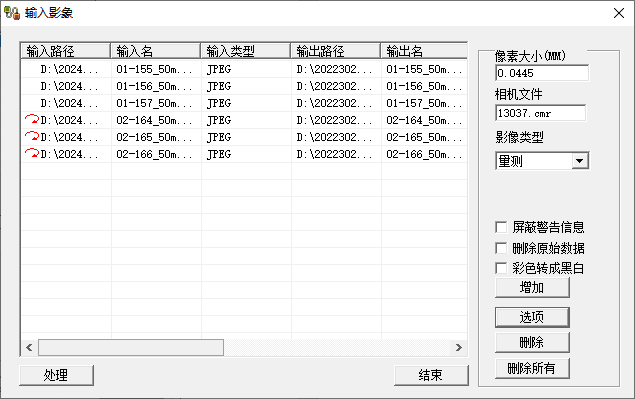 输入影象
输入路径 输入名 输入类型 输出路径 输出名
D:\2024... 01-155_50m... JPEG D:\2022302... 01-155_50m...
D:\2024... 01-156_50m... JPEG D:\2022302... 01-156_50m...
D:\2024... 01-157_50m... JPEG D:\2022302... 01-157_50m...
D:\2024... 02-164_50m... JPEG D:\2022302... 02-164_50m...
D:\2024... 02-165_50m... JPEG D:\2022302... 02-165_50m...
D:\2024... 02-166_50m... JPEG D:\2022302... 02-166_50m...
像素大小(MM)
0.0445
相机文件
13037.cmr
影像类型
量测
屏蔽警告信息
删除原始数据
彩色转成黑白
增加
选项
删除
删除所有
处理
结束